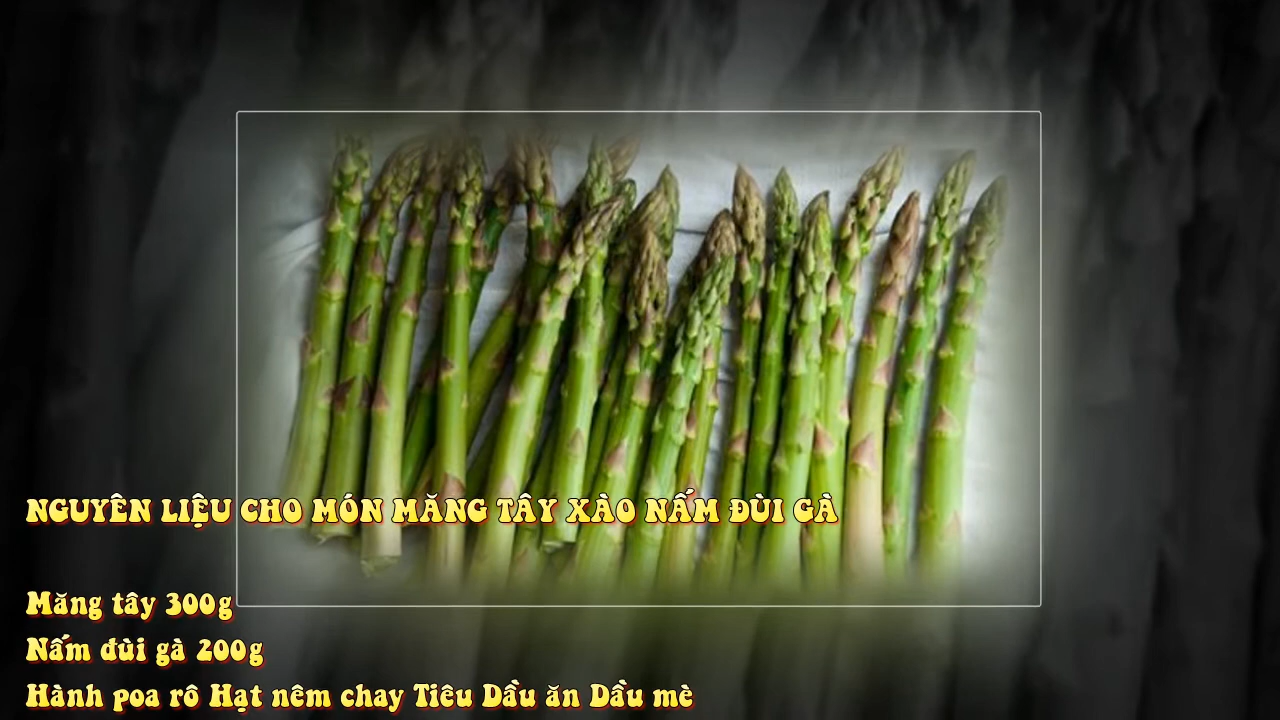 NGUYÊN LIỆU CHO MÓN MĂNG TÂY XÀO NẤM ĐÙI GÀ
Măng tây 300g
Nấm đùi gà 200g
Hành poa rô Hạt nêm chay Tiêu Dầu ăn Dầu mè